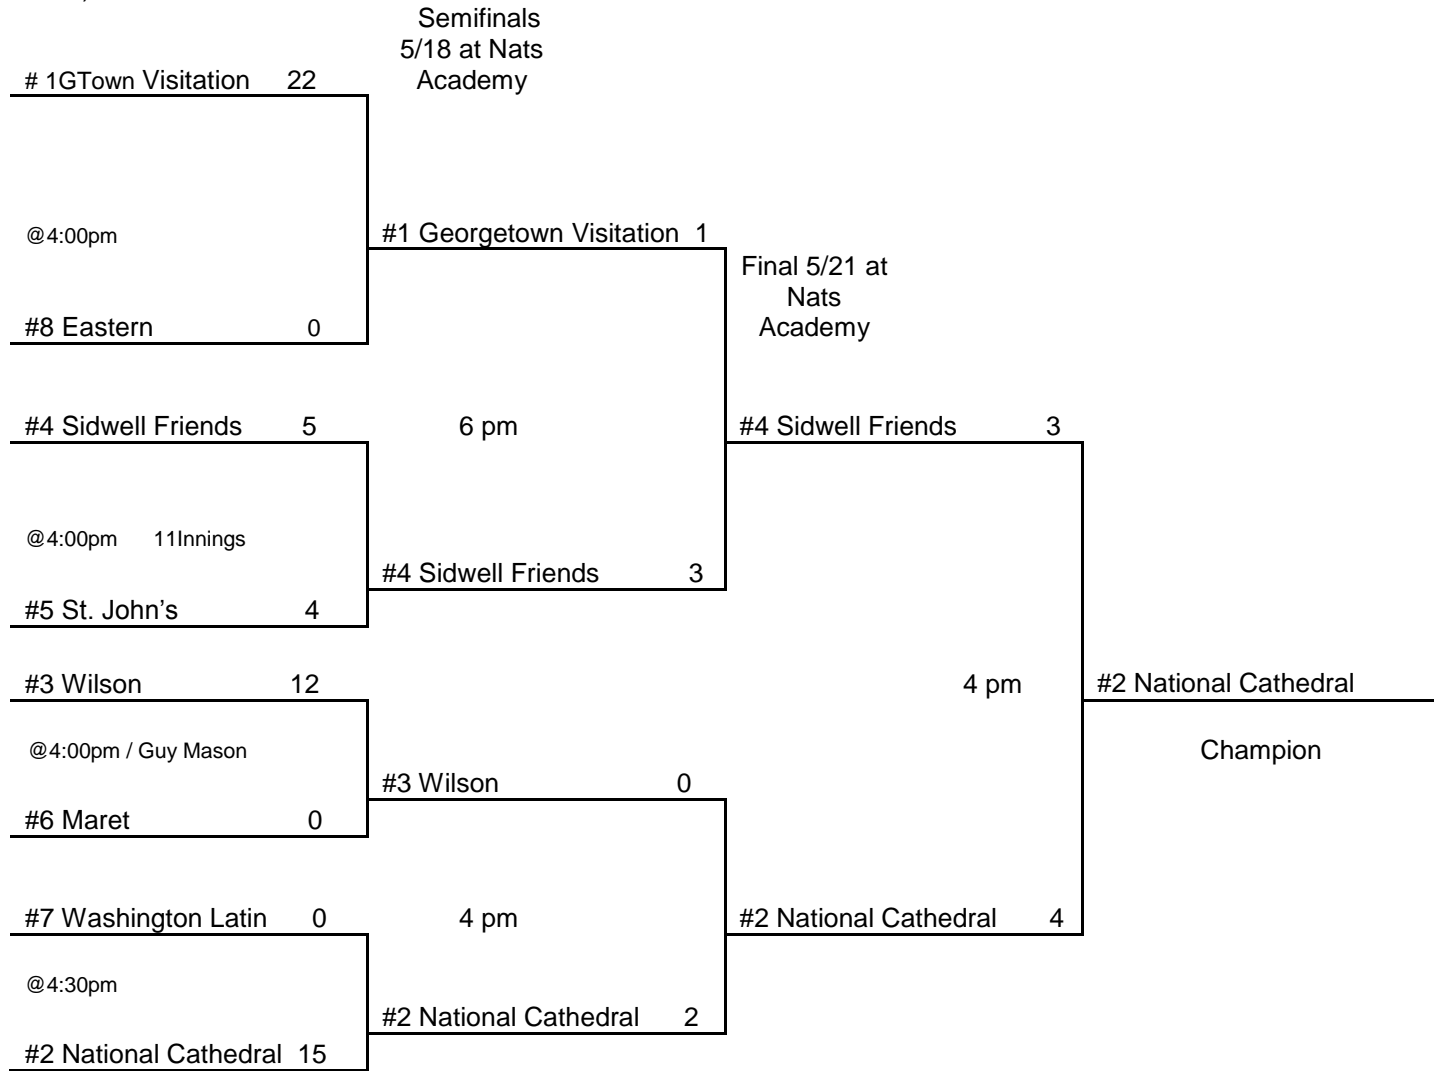 Semifinals
5/18 at Nats
Academy
# 1GTown Visitation 22
@4:00pm
#1 Georgetown Visitation 1
Final 5/21 at
Nats
Academy
#8 Eastern 0
#4 Sidwell Friends 5
6 pm
#4 Sidwell Friends 3
@4:00pm 11Innings
#4 Sidwell Friends 3
#5 St. John’s 4
#3 Wilson 12
4 pm
#2 National Cathedral
@4:00pm / Guy Mason
Champion
#3 Wilson 0
#6 Maret 0
#7 Washington Latin 0
4 pm
#2 National Cathedral 4
@4:30pm
#2 National Cathedral 2
#2 National Cathedral 15